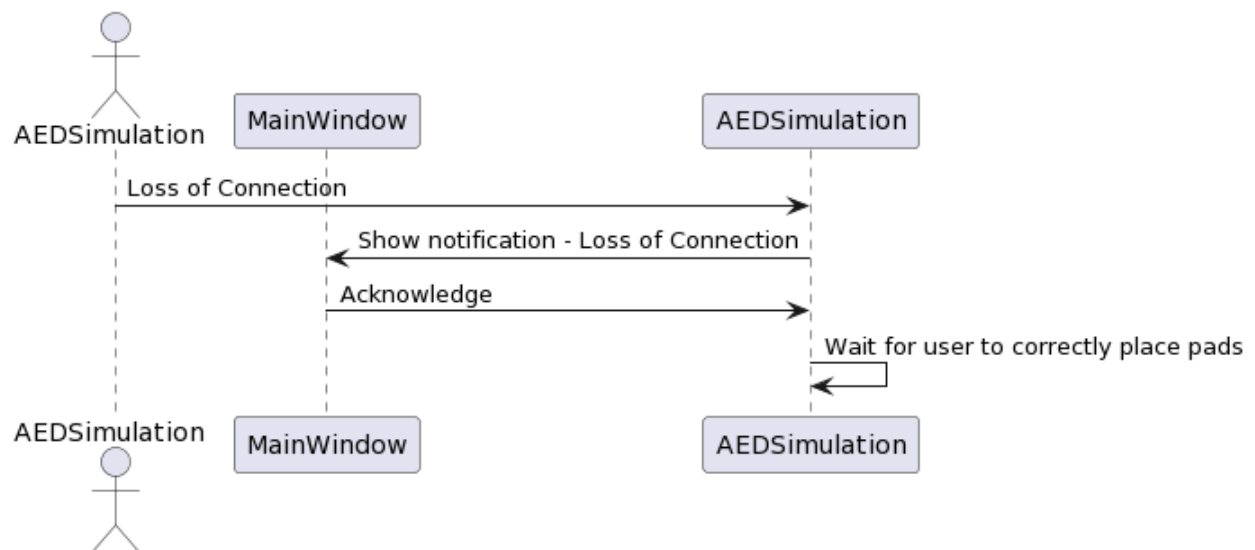 AEDSimulation
MainWindow
AEDSimulation
Loss of Connection
Show notification - Loss of Connection
Acknowledge
Wait for user to correctly place pads
AEDSimulation
MainWindow
AEDSimulation